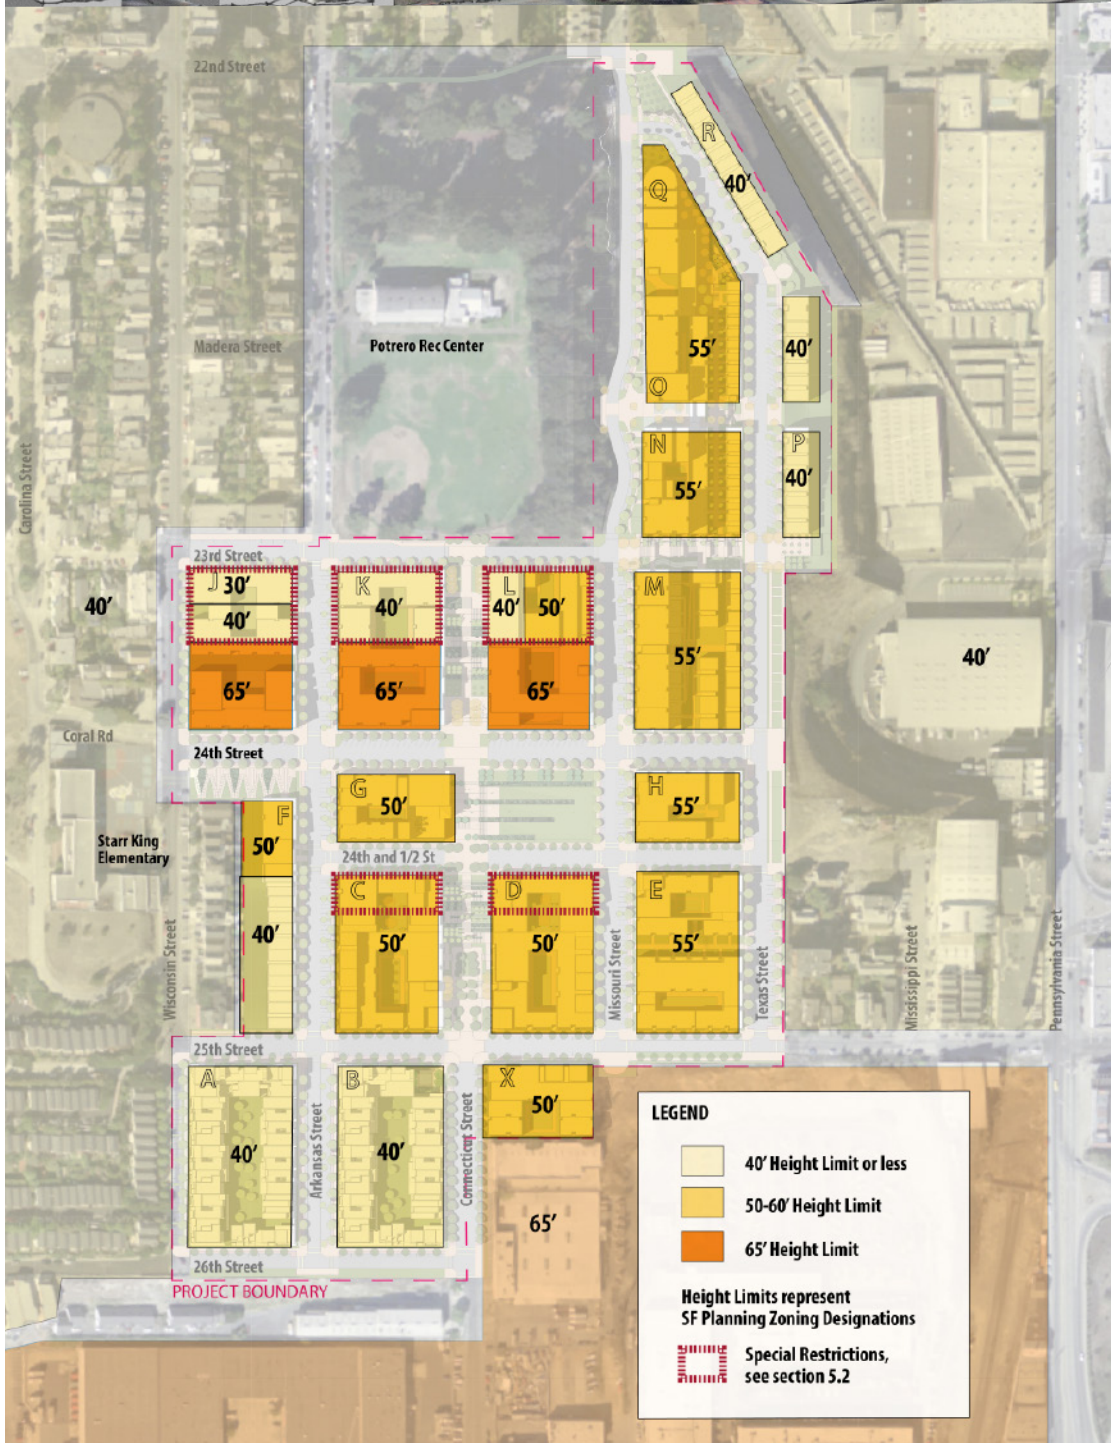 22nd Street
R
40′
Q
Madera Street
Potrero Rec Center
55′
40′
O
Carolina Street
N
P
55′
40′
23rd Street
J 30′
K
L
M
40′
40′
40′
40′ 50′
55′
40′
65′
65′
65′
Coral Rd
24th Street
G
H
50′
55′
F
50′
Starr King
Elementary
24th and 1/2 St
C
D
E
40′
50′
50′
55′
Wisconsin Street
Missouri Street
Texas Street
Mississippi Street
Pennsylvania Street
25th Street
A
B
X
50′
40′
40′
Arkansas Street
Connecticut Street
65′
26th Street
PROJECT BOUNDARY
LEGEND
40′ Height Limit or less
50-60′ Height Limit
65′ Height Limit
Height Limits represent
SF Planning Zoning Designations
Special Restrictions,
see section 5.2